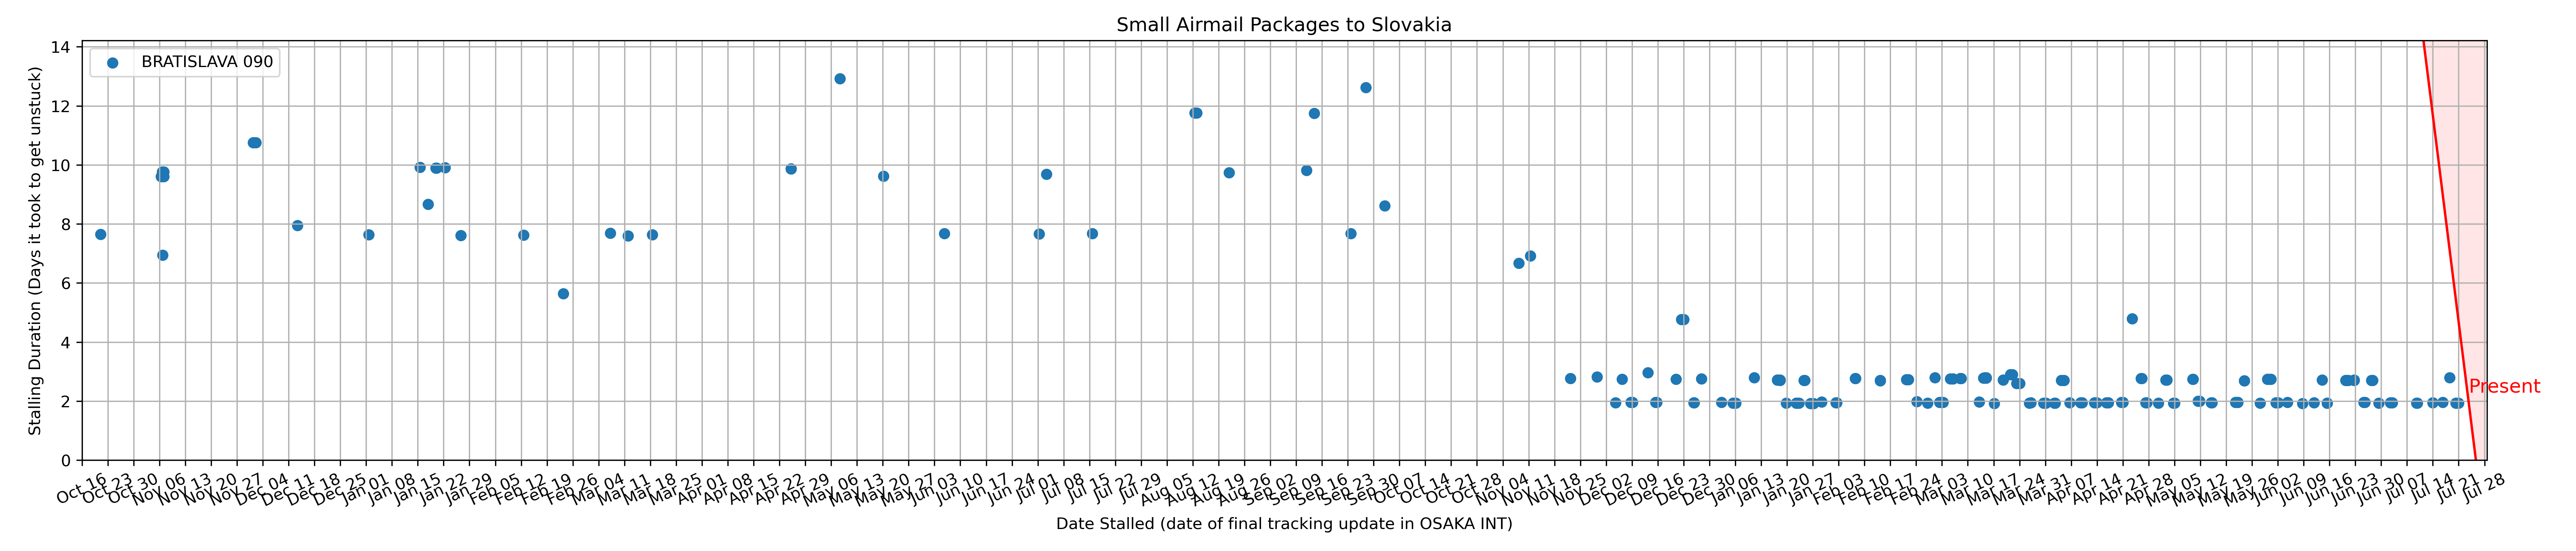 Small Airmail Packages to Slovakia
BRATISLAVA 090
Stalling Duration (Days it took to get unstuck)
14
12
10
8
6
4
2
0
Present
Oct 16
Oct 23
Oct 30
Nov 06
Nov 13
Nov 20
Nov 27
Dec 04
Dec 11
Dec 18
Dec 25
Jan 01
Jan 08
Jan 15
Jan 22
Jan 29
Feb 05
Feb 12
Feb 19
Feb 26
Mar 04
Mar 11
Mar 18
Mar 25
Apr 01
Apr 08
Apr 15
Apr 22
Apr 29
May 06
May 13
May 20
May 27
Jun 03
Jun 10
Jun 17
Jun 24
Jul 01
Jul 08
Jul 15
Jul 22
Jul 29
Aug 05
Aug 12
Aug 19
Aug 26
Sep 02
Sep 09
Sep 16
Sep 23
Sep 30
Oct 07
Oct 14
Oct 21
Oct 28
Nov 04
Nov 11
Nov 18
Nov 25
Dec 02
Dec 09
Dec 16
Dec 23
Dec 30
Jan 06
Jan 13
Jan 20
Jan 27
Feb 03
Feb 10
Feb 17
Feb 24
Mar 03
Mar 10
Mar 17
Mar 24
Mar 31
Apr 07
Apr 14
Apr 21
Apr 28
May 05
May 12
May 19
May 26
Jun 02
Jun 09
Jun 16
Jun 23
Jun 30
Jul 07
Jul 14
Jul 21
Jul 28
Date Stalled (date of final tracking update in OSAKA INT)